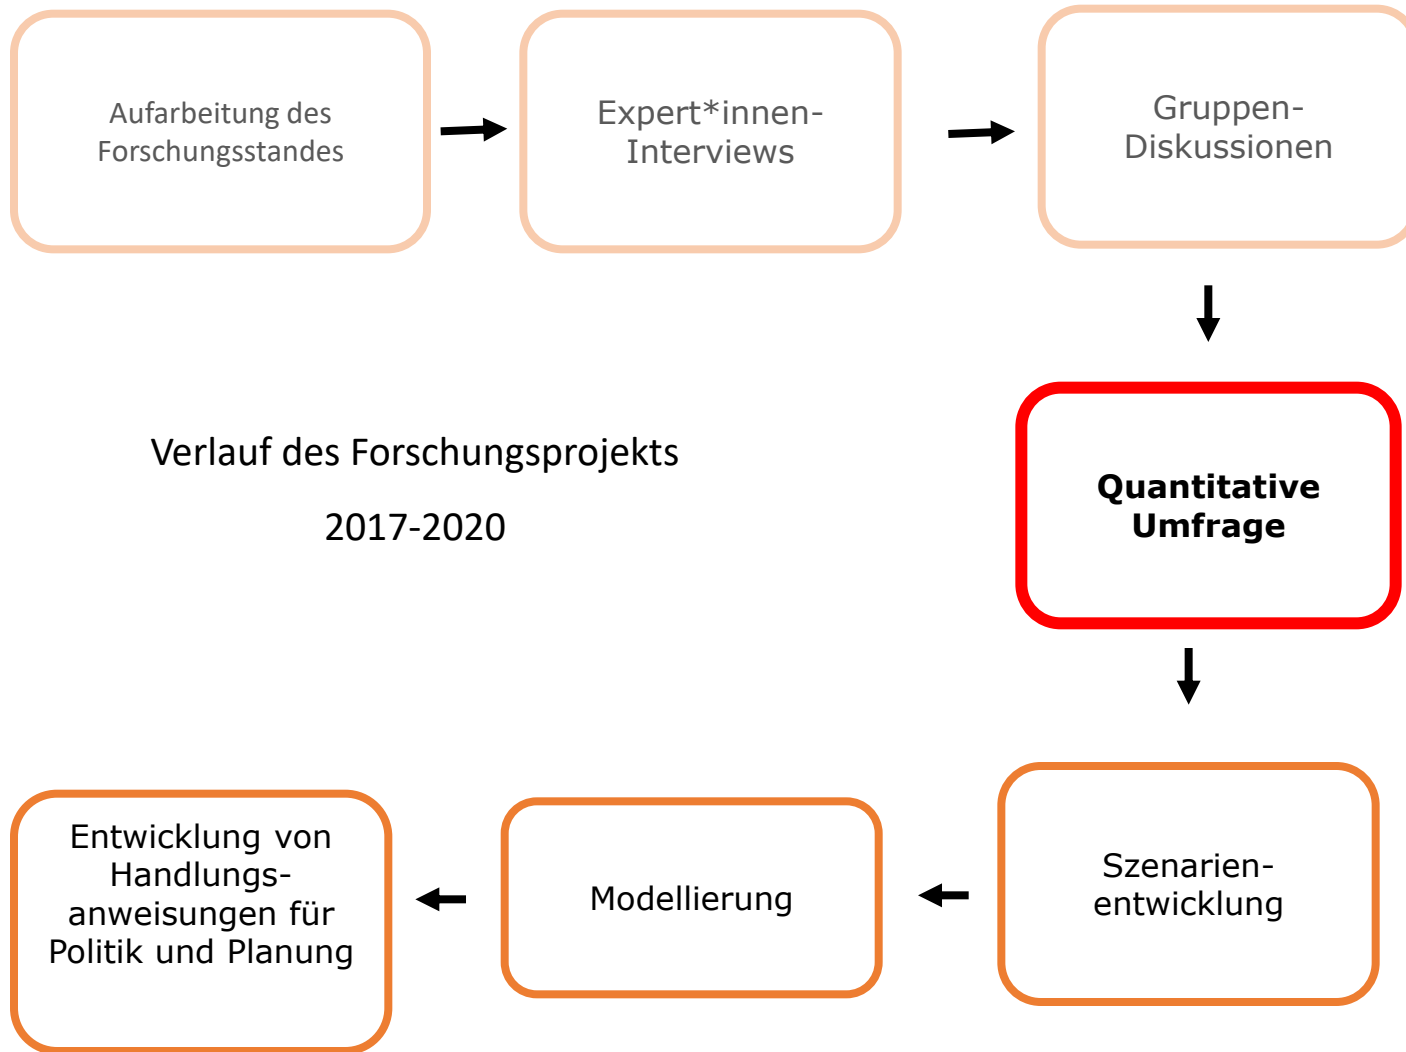 Aufarbeitung des
Forschungsstandes
Expert*innen-
Interviews
Gruppen-
Diskussionen
Verlauf des Forschungsprojekts
2017-2020
Quantitative
Umfrage
Entwicklung von
Handlungs-
anweisungen für
Politik und Planung
Modellierung
Szenarien-
entwicklung